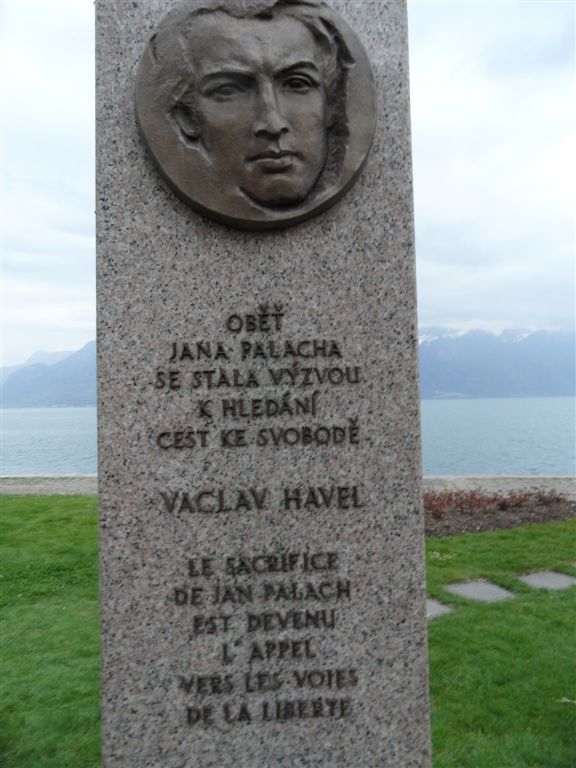 OBĚŤ
JANA PALACHA
SE STALA VÝZVOU
K HLEDÁNÍ
CEST KE SVOBODĚ
VACLAV HAVEL
LE SACRIFICE
DE JAN PALACH
EST DEVENU
L'APPEL
VERS LES VOIES
DE LA LIBERTE